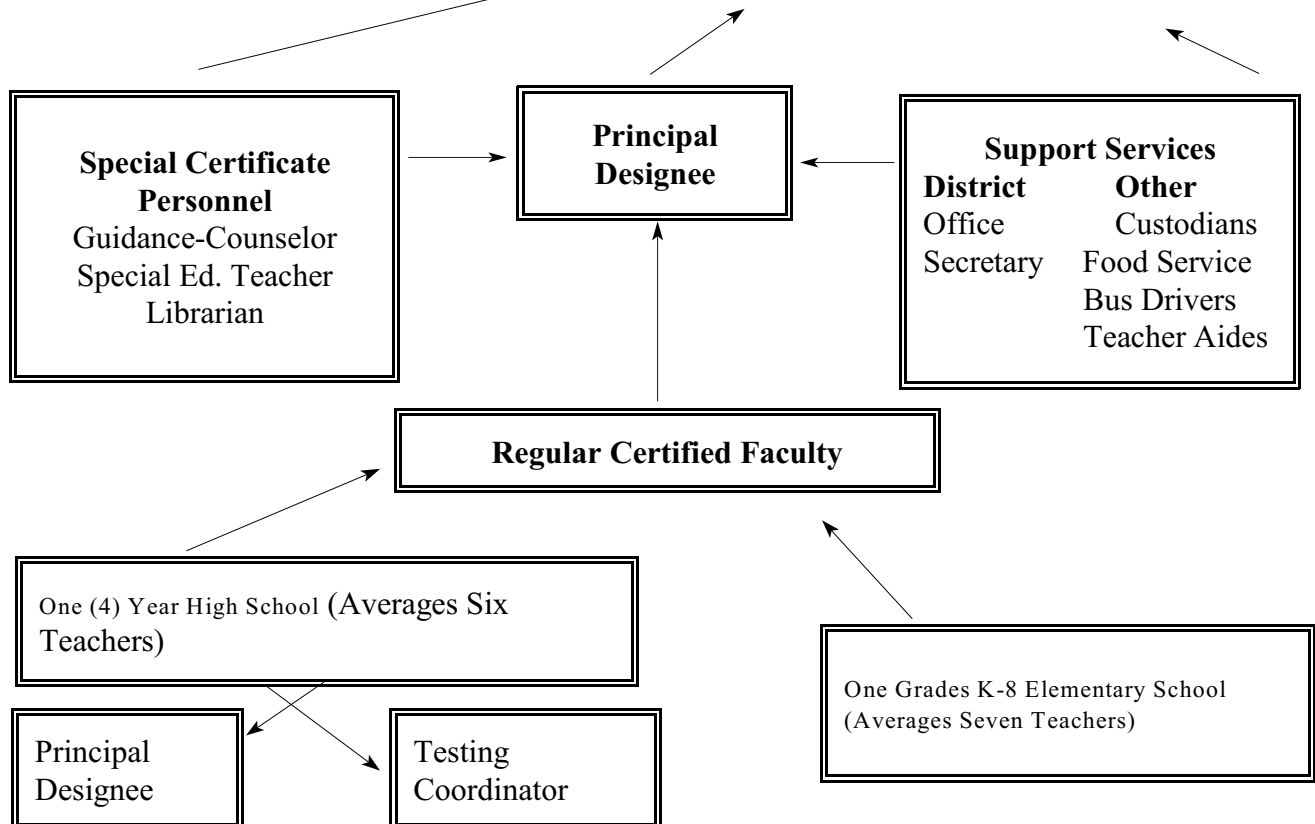 Special Certificate
Personnel
Guidance-Counselor
Special Ed. Teacher
Librarian
Principal
Designee
Support Services
District Other
Office Custodians
Secretary Food Service
Bus Drivers
Teacher Aides
Regular Certified Faculty
One (4) Year High School (Averages Six
Teachers)
One Grades K-8 Elementary School
(Averages Seven Teachers)
Principal
Designee
Testing
Coordinator